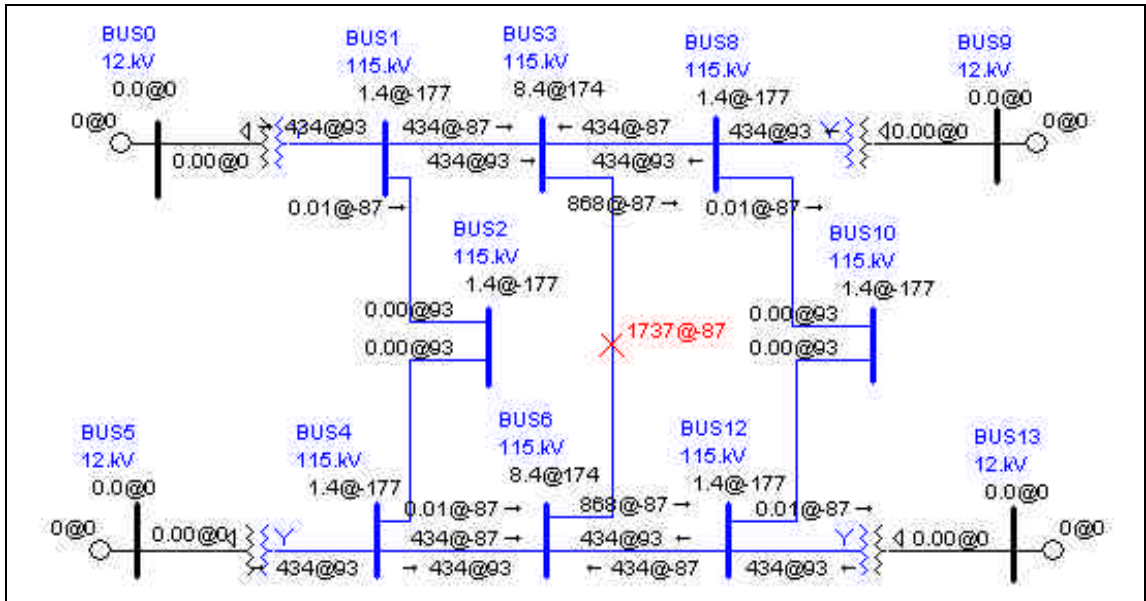 BUS0
12.kV
0.0@0
0@0
0.00@0
BUS1
115.kV
1.4@-177
434@93
434@-87
434@93
0.01@-87
BUS3
115.kV
8.4@174
434@-87
434@93
868@-87
BUS8
115.kV
1.4@-177
434@93
0.01@-87
BUS9
12.kV
0.0@0
0.00@0
0@0
BUS2
115.kV
1.4@-177
0.00@93
0.00@93
1737@-87
BUS10
115.kV
1.4@-177
0.00@93
0.00@93
BUS5
12.kV
0.0@0
0@0
0.00@0
BUS4
115.kV
1.4@-177
Y
0.01@-87
434@-87
434@93
434@93
BUS6
115.kV
8.4@174
868@-87
434@93
434@-87
BUS12
115.kV
1.4@-177
0.01@-87
Y
434@93
BUS13
12.kV
0.0@0
0.00@0
0@0